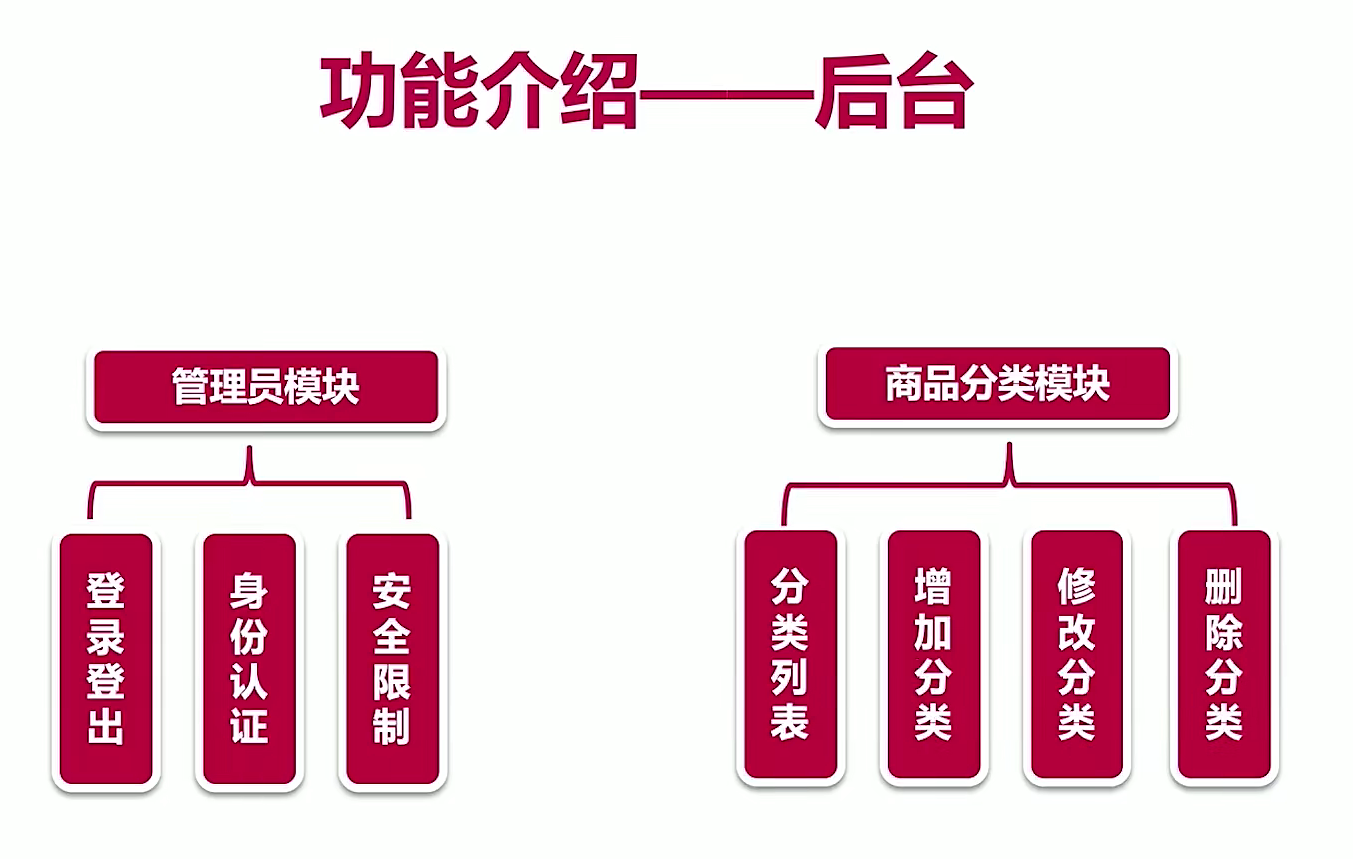 功能介绍——后台
管理员模块
登录登出
身份认证
安全限制
商品分类模块
分类列表
增加分类
修改分类
删除分类